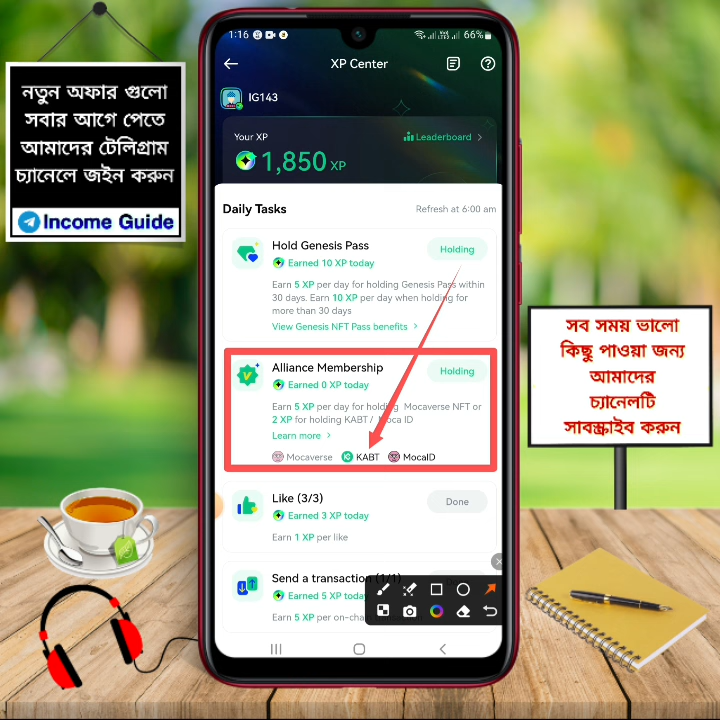 নতুন অফার গুলো
সবার আগে পেতে
আমাদের টেলিগ্রাম
চ্যানেলে জইন করুন
Income Guide
1:16
66%
XP Center
IG143
Your XP
Leaderboard >
1,850 XP
Daily Tasks
Refresh at 6:00 am
Hold Genesis Pass
Holding
Earned 10 XP today
Earn 5 XP per day for holding Genesis Pass within
30 days. Earn 10 XP per day when holding for
more than 30 days
View Genesis NFT Pass benefits >
Alliance Membership
Holding
Earned 0 XP today
Earn 5 XP per day for holding Mocaverse NFT or
2 XP for holding KABT / Moca ID
Learn more >
Mocaverse KABT MocaID
Like (3/3)
Done
Earned 3 XP today
Earn 1 XP per like
Send a transaction (1/1)
Earned 5 XP today
Earn 5 XP per on-cha
সব সময় ভালো
কিছু পাওয়া জন্য
আমাদের
চ্যানেলটি
সাবস্ক্রাইব করুন